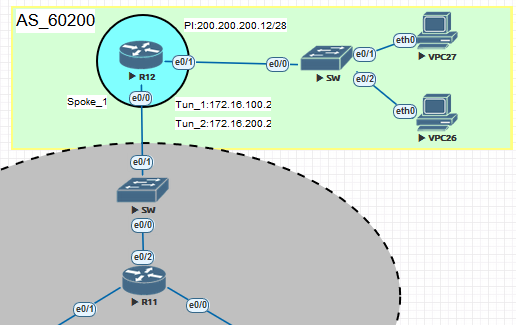 AS_60200
PI:200.200.200.12/28
eth0
e0/1
VPC27
R12
e0/1
e0/0
SW
e0/2
eth0
VPC26
e0/0
Spoke_1
Tun_1:172.16.100.2
Tun_2:172.16.200.2
e0/1
SW
e0/0
e0/2
R11
e0/1
e0/0